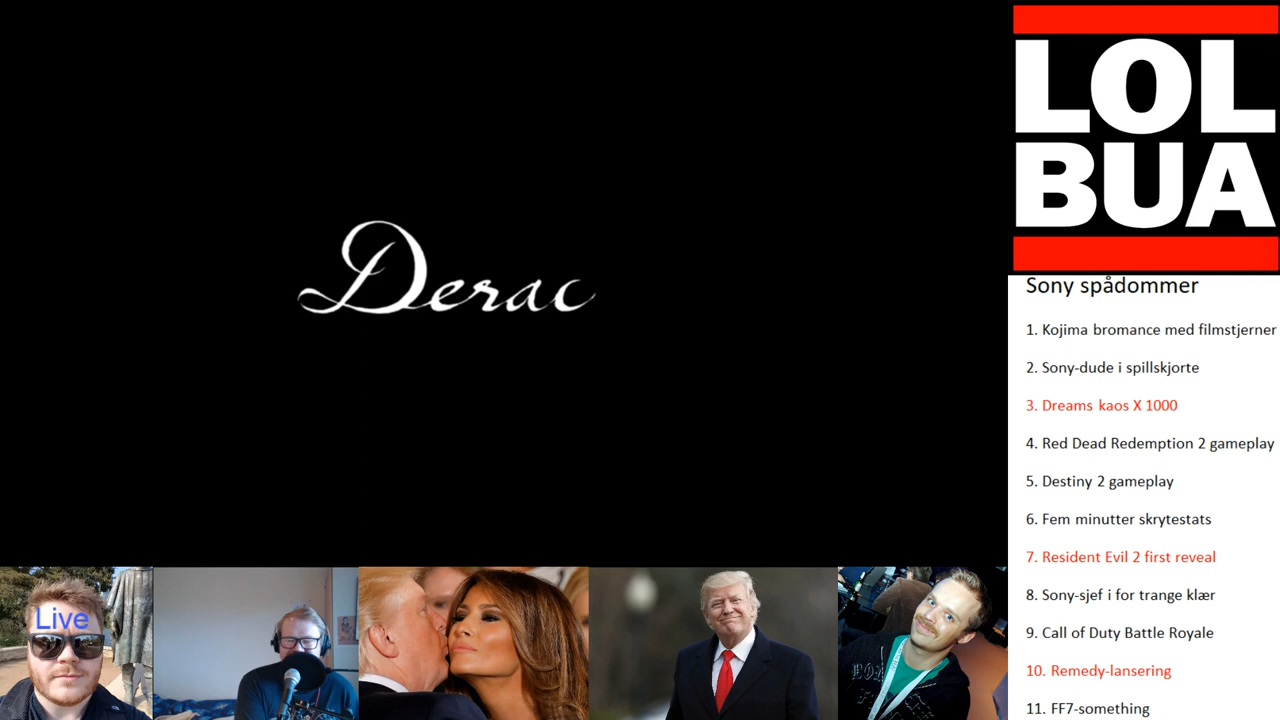 Derac
LOL
BUA
Sony spådommer
1. Kojima bromance med filmstjerner
2. Sony-dude i spillskjorte
3. Dreams kaos X 1000
4. Red Dead Redemption 2 gameplay
5. Destiny 2 gameplay
6. Fem minutter skrytestats
7. Resident Evil 2 first reveal
8. Sony-sjef i for trange klær
9. Call of Duty Battle Royale
10. Remedy-lansering
11. FF7-something
Live